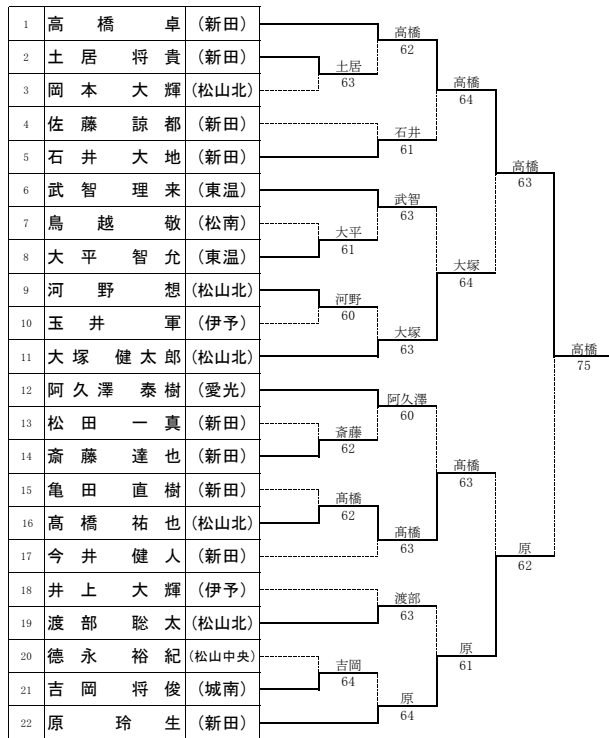 1 高橋 卓 (新田)
2 土居 将貴 (新田)
3 岡本 大輝 (松山北)
4 佐藤 諒都 (新田)
5 石井 大地 (新田)
6 武智 理来 (東温)
7 鳥越 敬 (松南)
8 大平 智允 (東温)
9 河野 想 (松山北)
10 玉井 軍 (伊予)
11 大塚 健太郎 (松山北)
12 阿久澤 泰樹 (愛光)
13 松田 一真 (新田)
14 斎藤 達也 (新田)
15 亀田 直樹 (新田)
16 髙橋 祐也 (松山北)
17 今井 健人 (新田)
18 井上 大輝 (伊予)
19 渡部 聡太 (松山北)
20 德永 裕紀 (松山中央)
21 吉岡 将俊 (城南)
22 原 玲生 (新田)
土居
63
大平
61
河野
60
斎藤
62
髙橋
62
吉岡
64
高橋
62
石井
61
武智
63
大塚
63
阿久澤
60
髙橋
63
渡部
63
原
64
高橋
64
大塚
64
髙橋
63
原
61
高橋
63
原
62
高橋
75